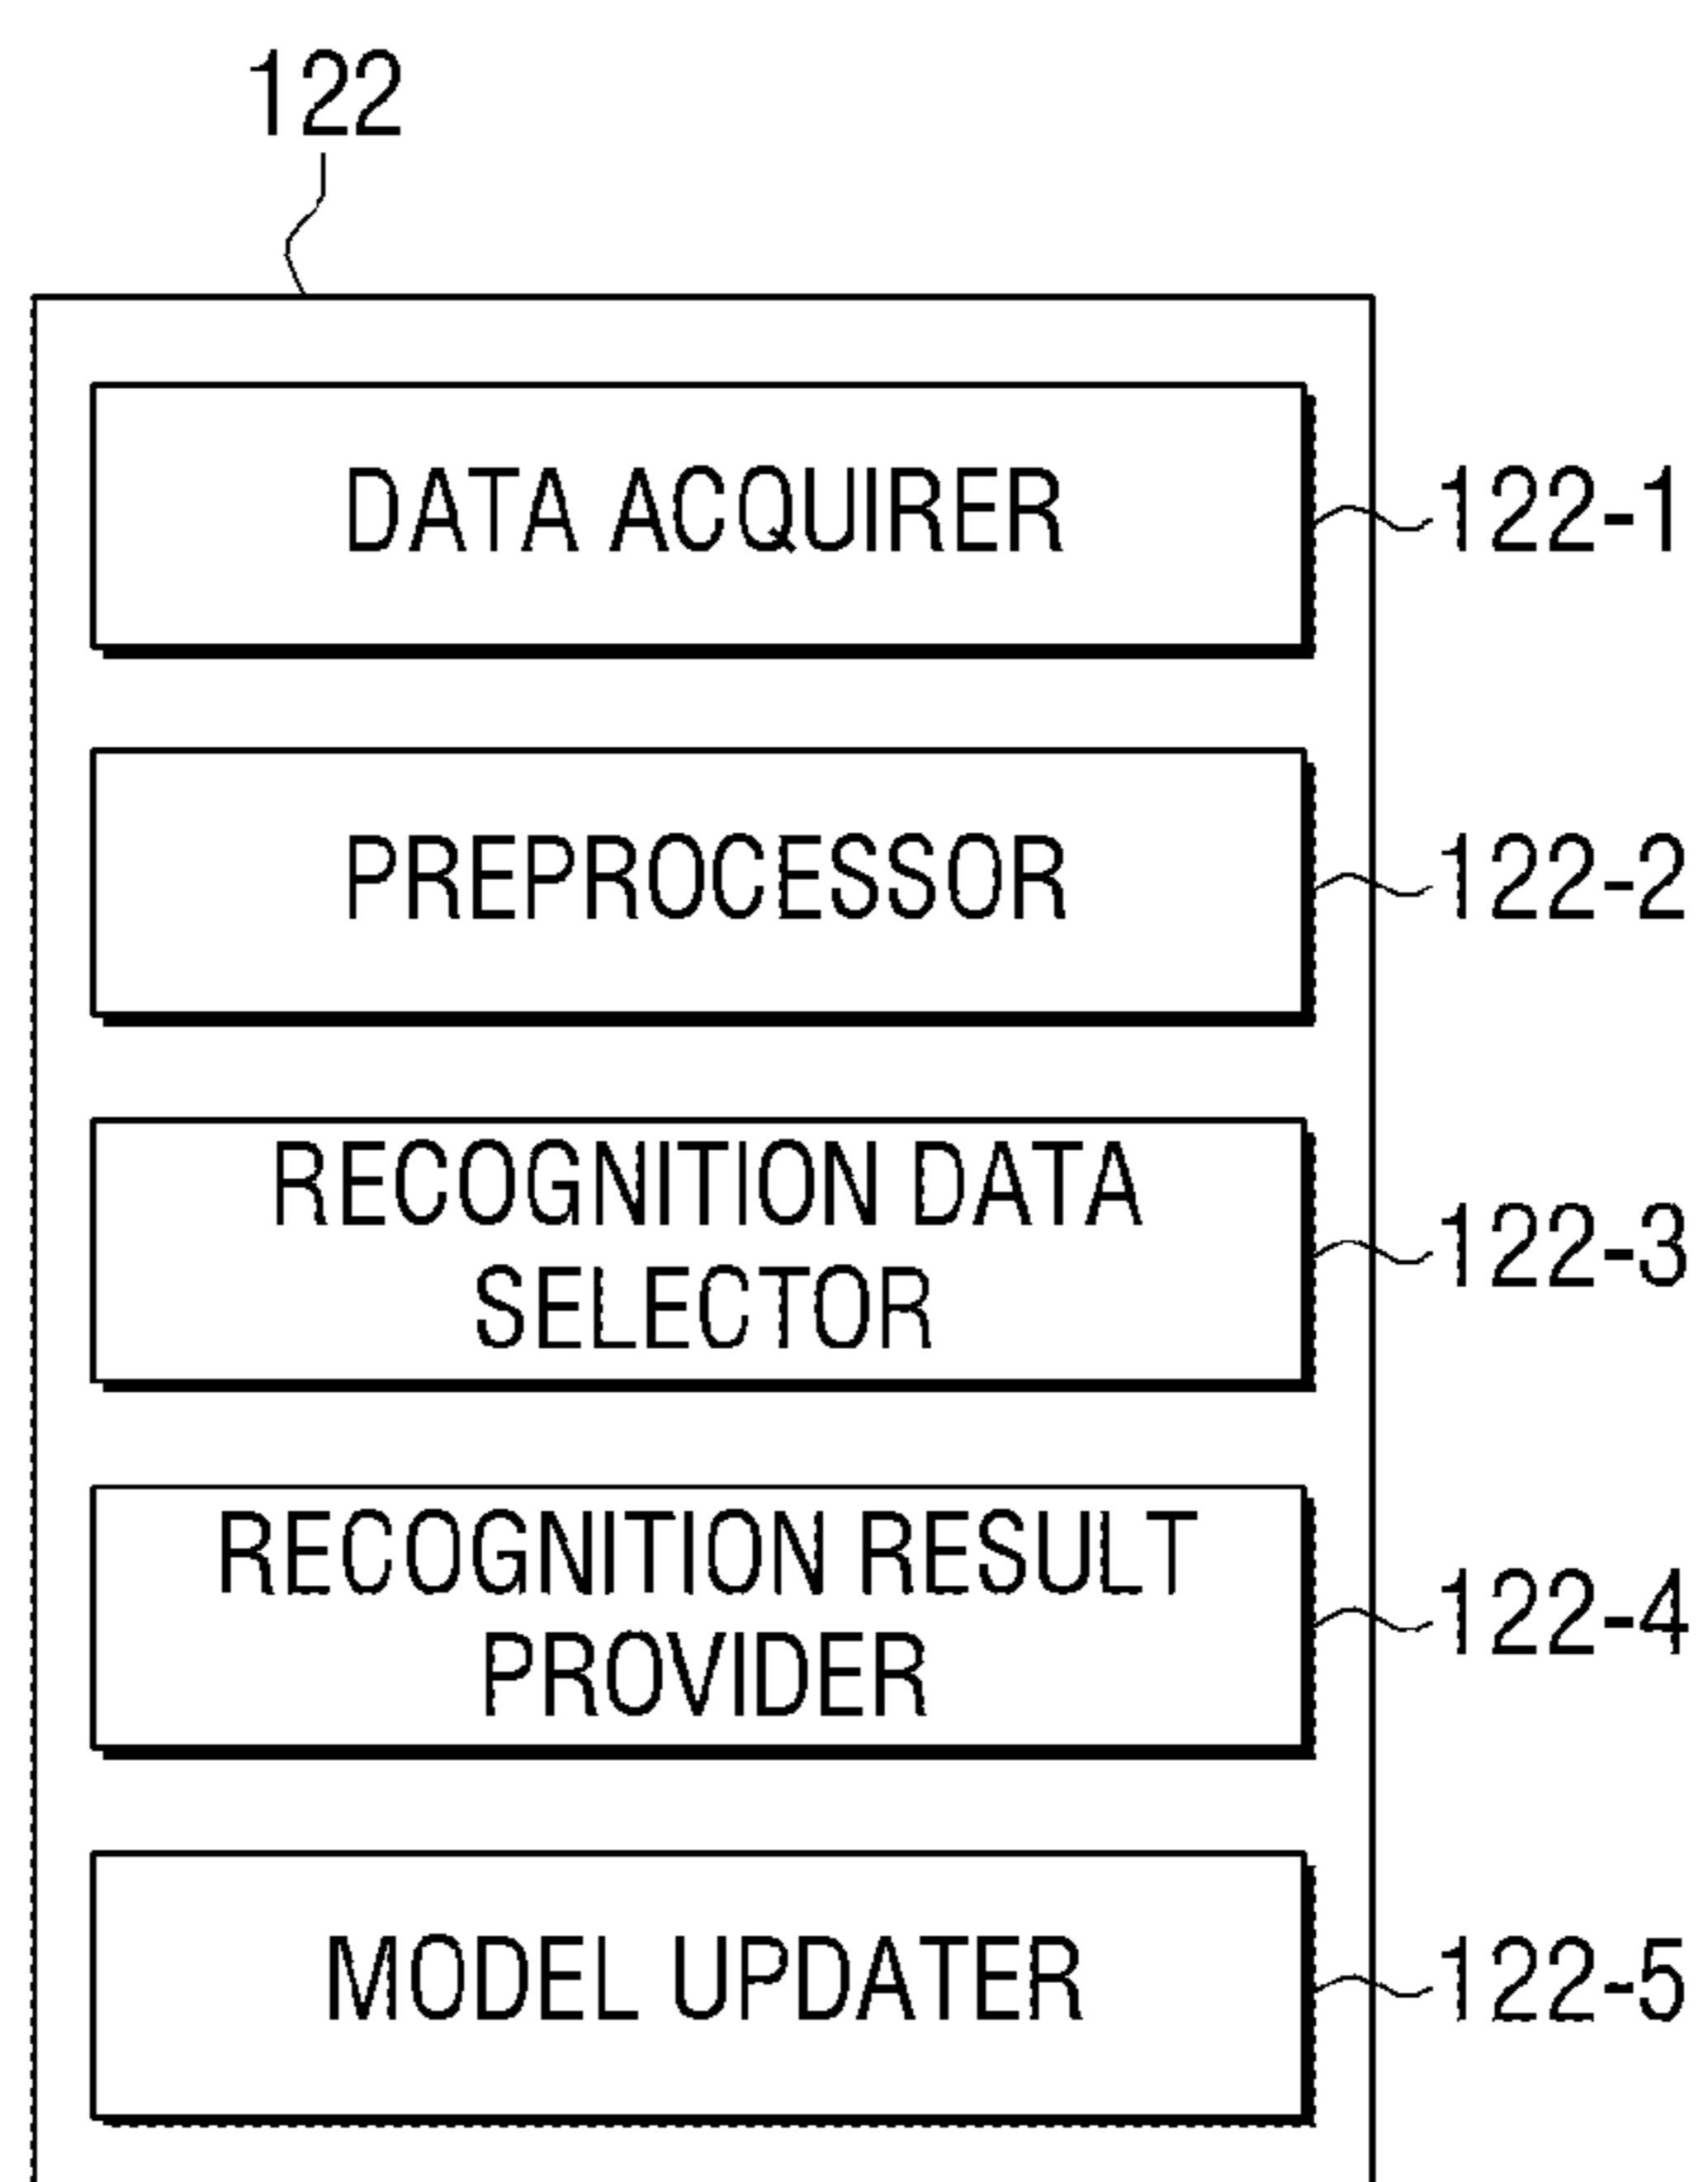 122
DATA ACQUIRER
122-1
PREPROCESSOR
122-2
RECOGNITION DATA
SELECTOR
122-3
RECOGNITION RESULT
PROVIDER
122-4
MODEL UPDATER
122-5